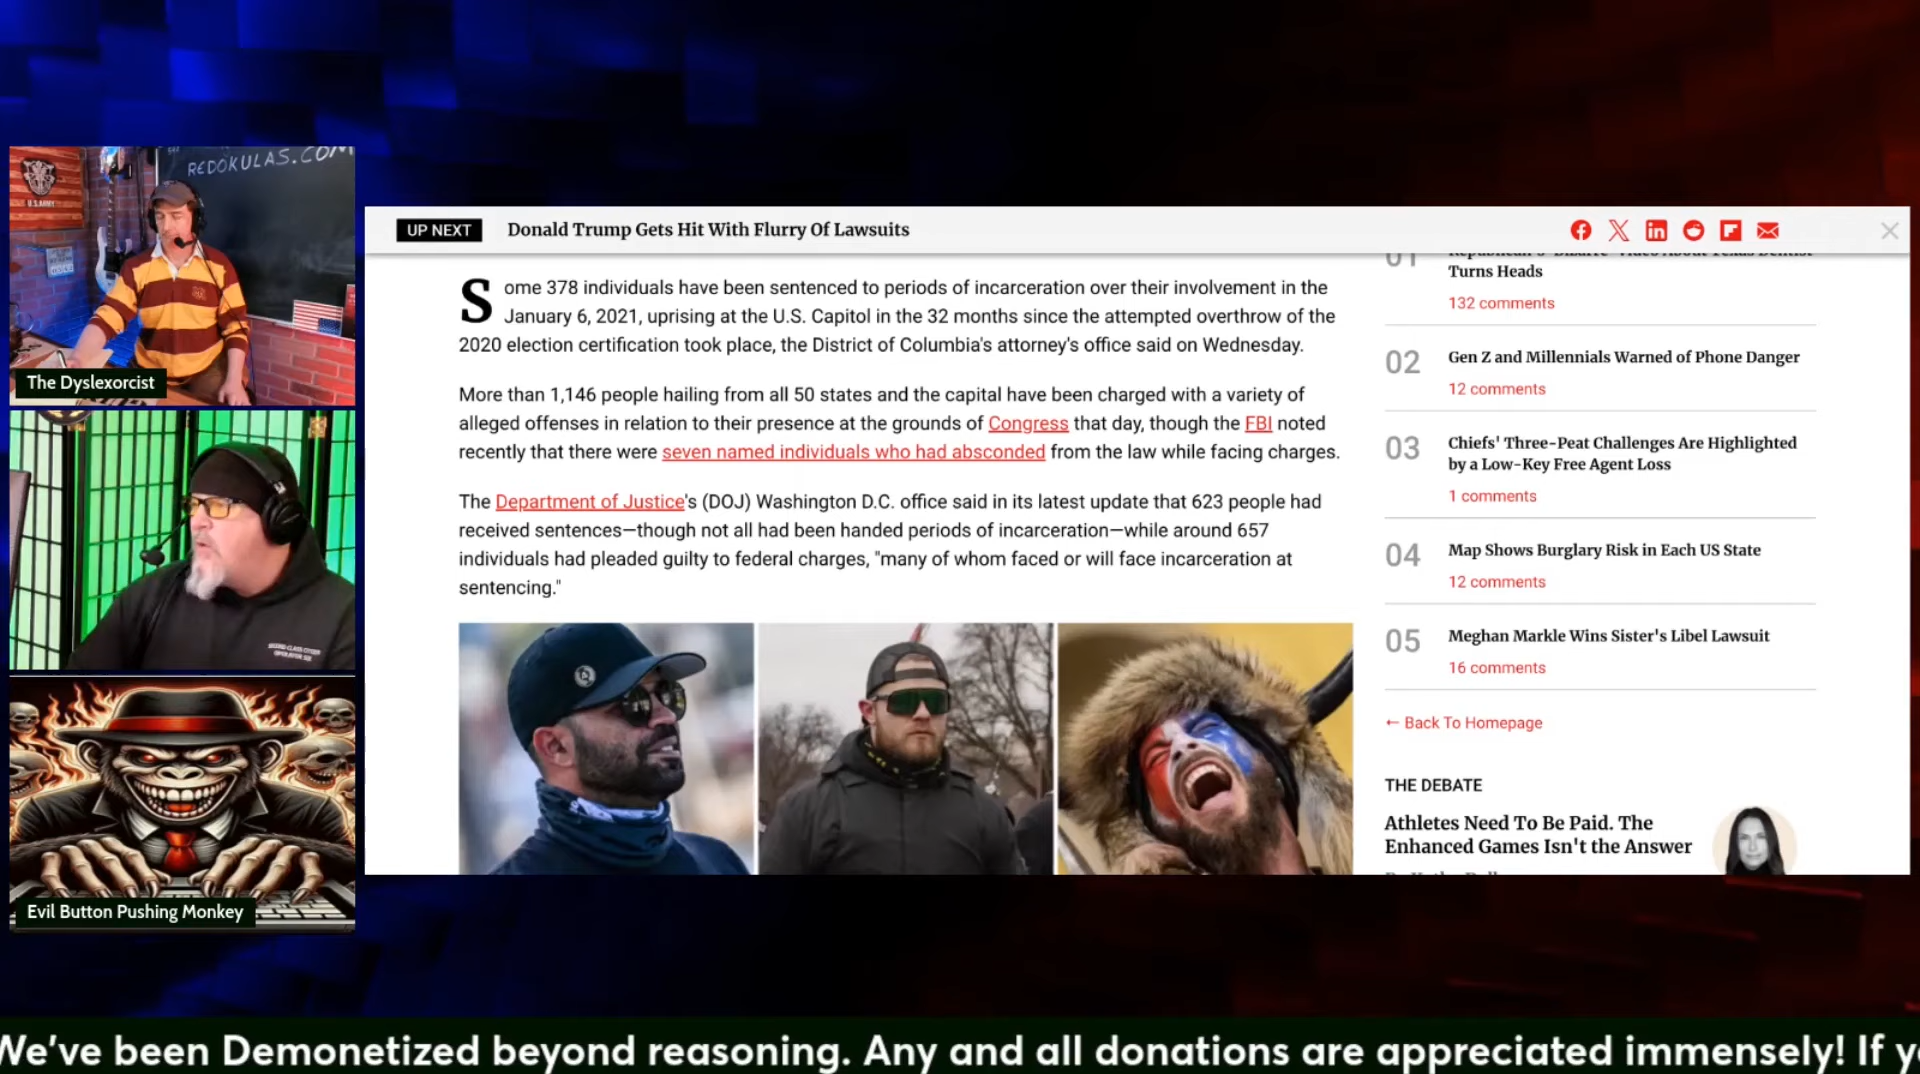 REDOKULAS.COM
U.S. ARMY
The Dyslexorcist
Evil Button Pushing Monkey
UP NEXT
Donald Trump Gets Hit With Flurry Of Lawsuits
Some 378 individuals have been sentenced to periods of incarceration over their involvement in the
January 6, 2021, uprising at the U.S. Capitol in the 32 months since the attempted overthrow of the
2020 election certification took place, the District of Columbia's attorney's office said on Wednesday.
More than 1,146 people hailing from all 50 states and the capital have been charged with a variety of
alleged offenses in relation to their presence at the grounds of Congress that day, though the FBI noted
recently that there were seven named individuals who had absconded from the law while facing charges.
The Department of Justice's (DOJ) Washington D.C. office said in its latest update that 623 people had
received sentences—though not all had been handed periods of incarceration—while around 657
individuals had pleaded guilty to federal charges, "many of whom faced or will face incarceration at
sentencing."
01
Republican's 'Bizarre' Video About Texas Dentist
Turns Heads
132 comments
02
Gen Z and Millennials Warned of Phone Danger
12 comments
03
Chiefs' Three-Peat Challenges Are Highlighted
by a Low-Key Free Agent Loss
1 comments
04
Map Shows Burglary Risk in Each US State
12 comments
05
Meghan Markle Wins Sister's Libel Lawsuit
16 comments
← Back To Homepage
THE DEBATE
Athletes Need To Be Paid. The
Enhanced Games Isn't the Answer
We've been Demonetized beyond reasoning. Any and all donations are appreciated immensely! If y